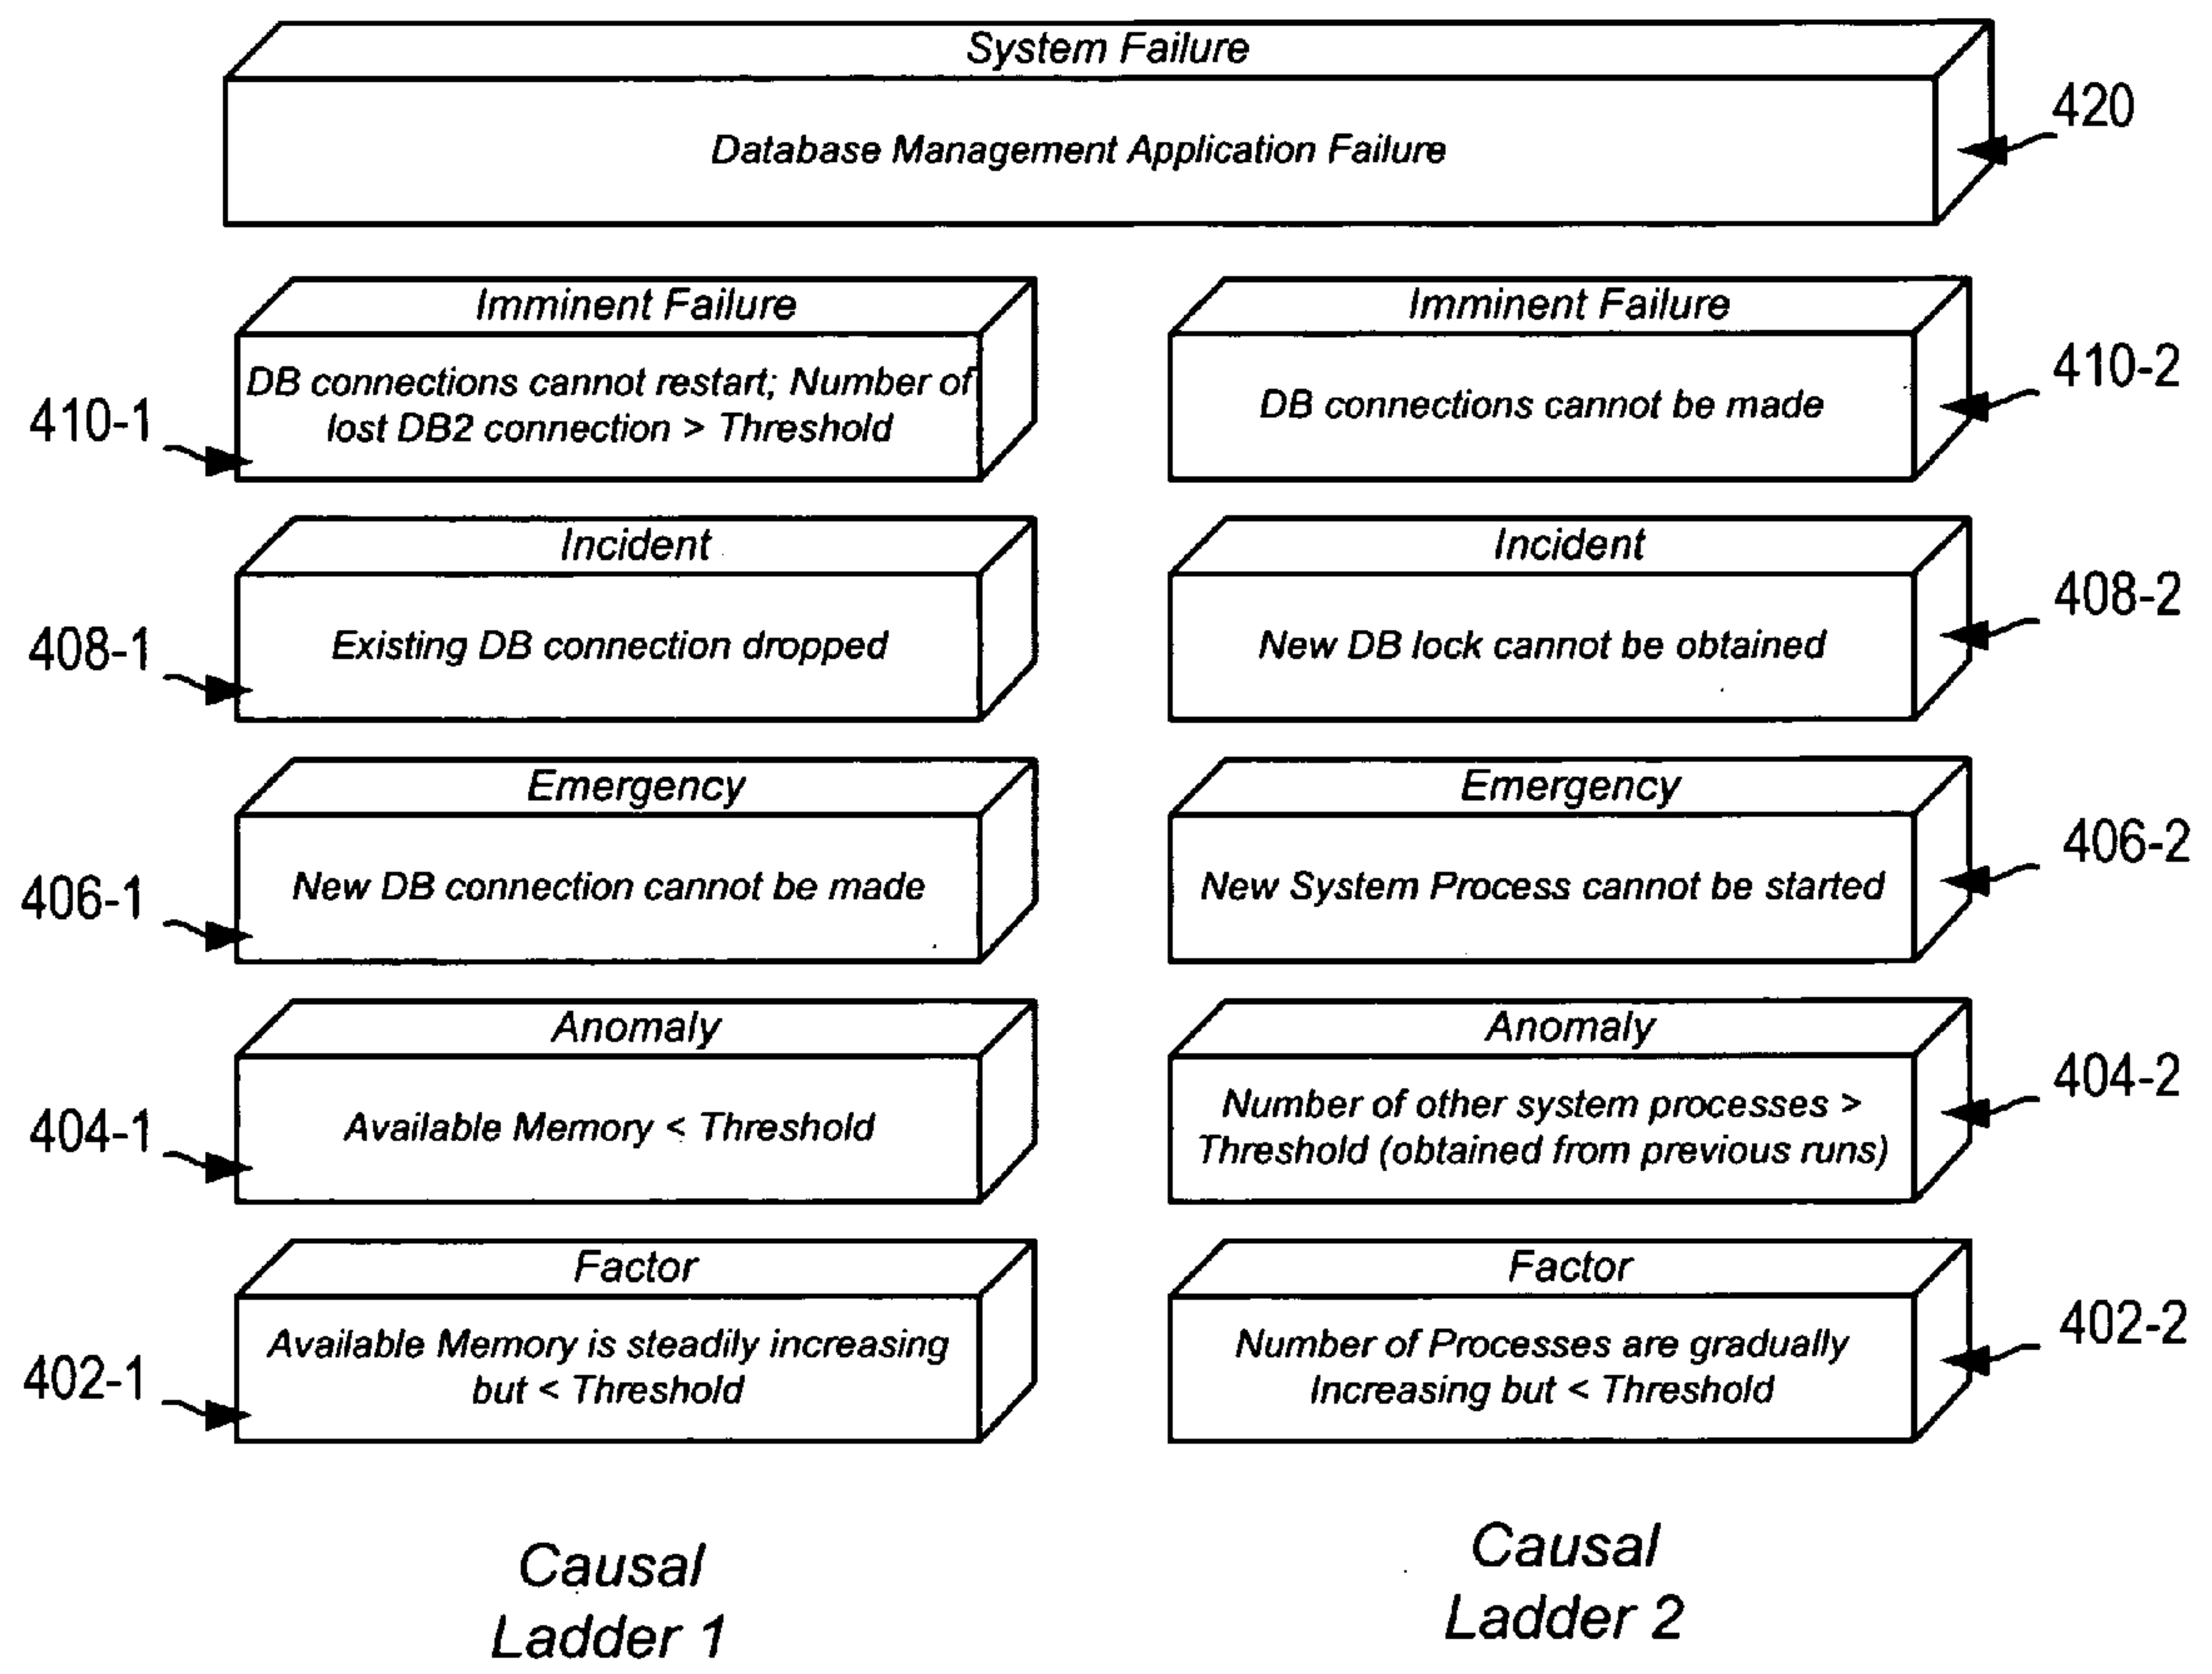 System Failure
Database Management Application Failure
420
Imminent Failure
DB connections cannot restart; Number of
lost DB2 connection > Threshold
410-1
Imminent Failure
DB connections cannot be made
410-2
Incident
Existing DB connection dropped
408-1
Incident
New DB lock cannot be obtained
408-2
Emergency
New DB connection cannot be made
406-1
Emergency
New System Process cannot be started
406-2
Anomaly
Available Memory < Threshold
404-1
Anomaly
Number of other system processes >
Threshold (obtained from previous runs)
404-2
Factor
Available Memory is steadily increasing
but < Threshold
402-1
Factor
Number of Processes are gradually
Increasing but < Threshold
402-2
Causal
Ladder 1
Causal
Ladder 2